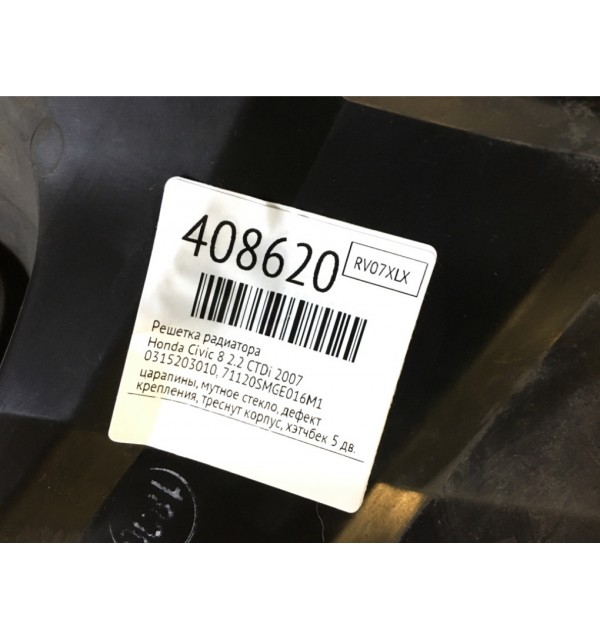 408620
RV07XLX
Решетка радиатора
Honda Civic 8 2.2 CTDi 2007
0315203010, 71120SMGE016M1
царапины, мутное стекло, дефект
крепления, треснут корпус, хэтчбек 5 дв.